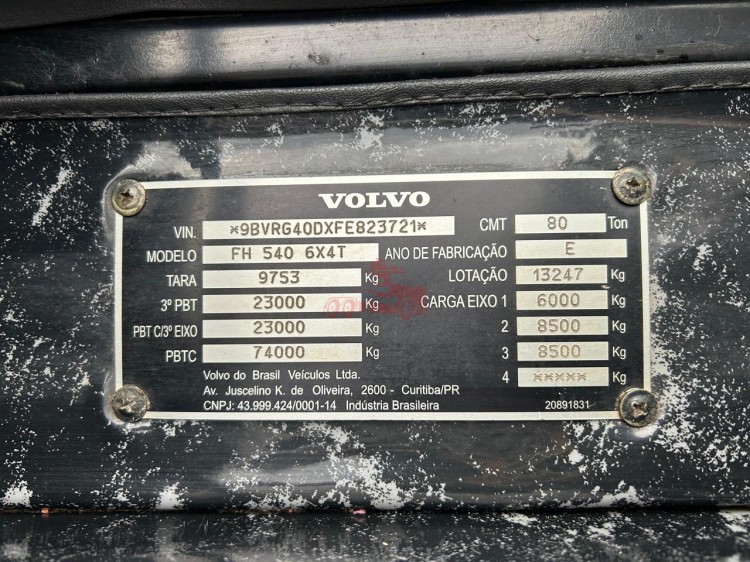 VOLVO
VIN. *9BVRG40DXFE823721* CMT 80 Ton
MODELO FH 540 6X4T ANO DE FABRICAÇÃO E
TARA 9753 Kg LOTAÇÃO 13247 Kg
3º PBT 23000 Kg CARGA EIXO 1 6000 Kg
PBT C/3º EIXO 23000 Kg 2 8500 Kg
PBTC 74000 Kg 3 8500 Kg
4 ***** Kg
Volvo do Brasil Veículos Ltda.
Av. Juscelino K. de Oliveira, 2600 - Curitiba/PR
CNPJ: 43.999.424/0001-14 Indústria Brasileira 20891831